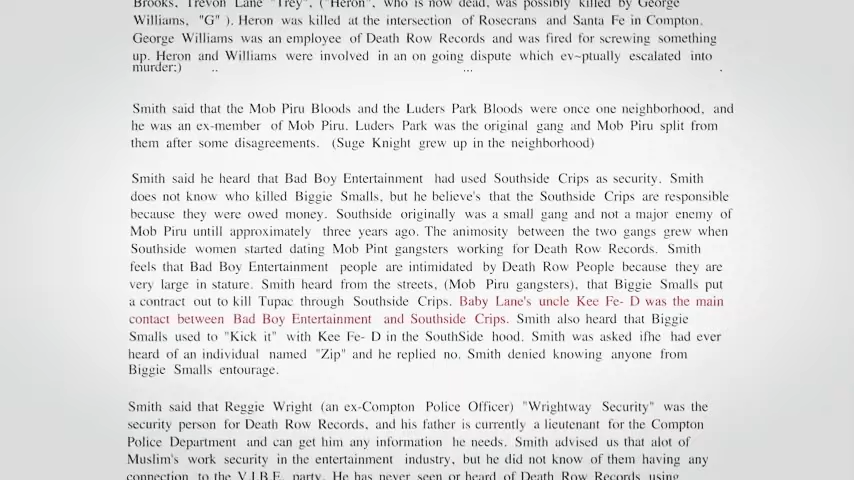 Brooks, Trevon Lane "Trey", ("Heron", who is now dead, was possibly killed by George
Williams, "G" ). Heron was killed at the intersection of Rosecrans and Santa Fe in Compton.
George Williams was an employee of Death Row Records and was fired for screwing something
up. Heron and Williams were involved in an on going dispute which ev~ptually escalated into
murder;) .. ... .
Smith said that the Mob Piru Bloods and the Luders Park Bloods were once one neighborhood, and
he was an ex-member of Mob Piru. Luders Park was the original gang and Mob Piru split from
them after some disagreements. (Suge Knight grew up in the neighborhood)
Smith said he heard that Bad Boy Entertainment had used Southside Crips as security. Smith
does not know who killed Biggie Smalls, but he believe's that the Southside Crips are responsible
because they were owed money. Southside originally was a small gang and not a major enemy of
Mob Piru untill approximately three years ago. The animosity between the two gangs grew when
Southside women started dating Mob Pint gangsters working for Death Row Records. Smith
feels that Bad Boy Entertainment people are intimidated by Death Row People because they are
very large in stature. Smith heard from the streets, (Mob Piru gangsters), that Biggie Smalls put
a contract out to kill Tupac through Southside Crips. Baby Lane's uncle Kee Fe- D was the main
contact between Bad Boy Entertainment and Southside Crips. Smith also heard that Biggie
Smalls used to "Kick it" with Kee Fe- D in the SouthSide hood. Smith was asked ifhe had ever
heard of an individual named "Zip" and he replied no. Smith denied knowing anyone from
Biggie Smalls entourage.
Smith said that Reggie Wright (an ex-Compton Police Officer) "Wrightway Security" was the
security person for Death Row Records, and his father is currently a lieutenant for the Compton
Police Department and can get him any information he needs. Smith advised us that alot of
Muslim's work security in the entertainment industry, but he did not know of them having any
connection to the V.I.B.E. party. He has never seen or heard of Death Row Records using